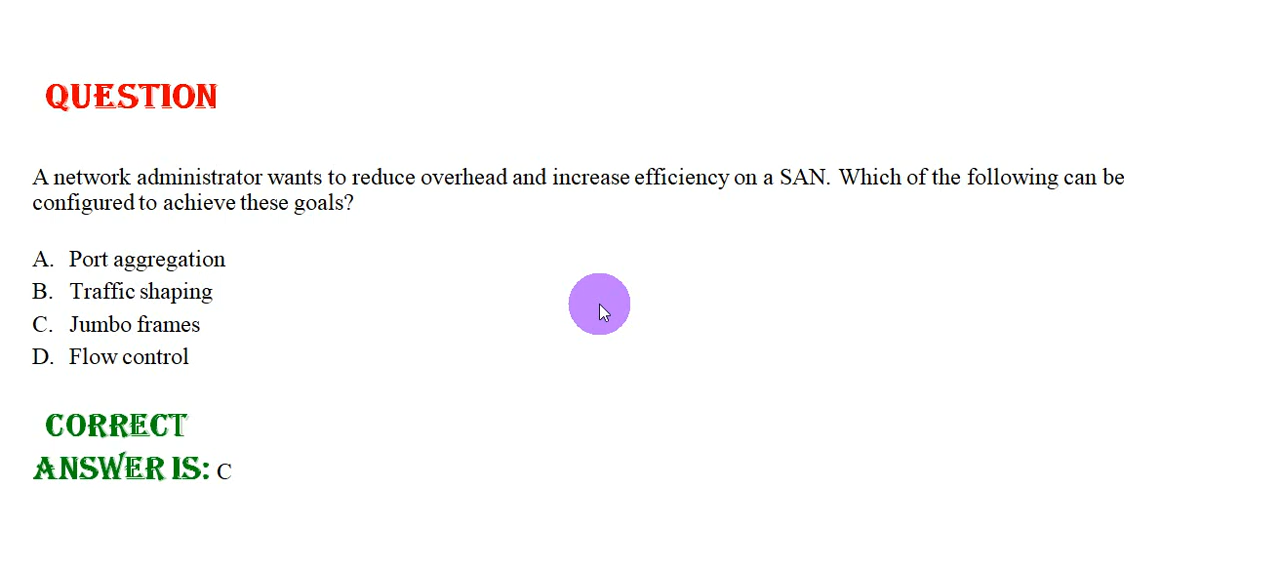 QUESTION
A network administrator wants to reduce overhead and increase efficiency on a SAN. Which of the following can be
configured to achieve these goals?
A. Port aggregation
B. Traffic shaping
C. Jumbo frames
D. Flow control
CORRECT
ANSWER IS: C